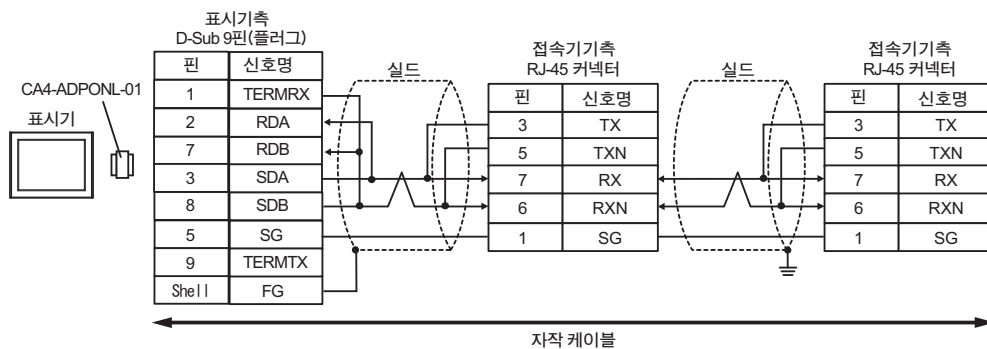 표시기측
D-Sub 9핀(플러그)
핀 신호명
1 TERMRX
2 RDA
7 RDB
3 SDA
8 SDB
5 SG
9 TERMTX
Shell FG
CA4-ADPONL-01
표시기
실드
접속기기측
RJ-45 커넥터
핀 신호명
3 TX
5 TXN
7 RX
6 RXN
1 SG
실드
접속기기측
RJ-45 커넥터
핀 신호명
3 TX
5 TXN
7 RX
6 RXN
1 SG
자작 케이블